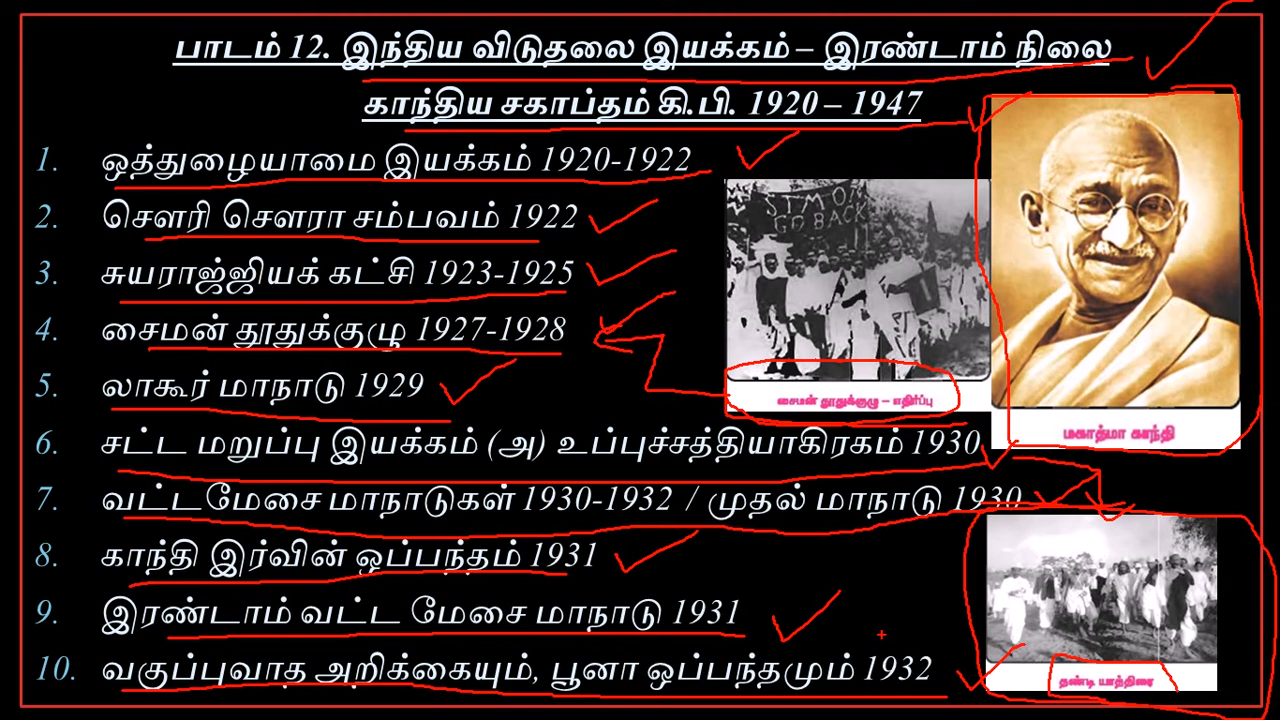 பாடம் 12. இந்திய விடுதலை இயக்கம் – இரண்டாம் நிலை
காந்திய சகாப்தம் கி.பி. 1920 – 1947
1. ஒத்துழையாமை இயக்கம் 1920-1922
2. சௌரி சௌரா சம்பவம் 1922
3. சுயராஜ்ஜியக் கட்சி 1923-1925
4. சைமன் தூதுக்குழு 1927-1928
5. லாகூர் மாநாடு 1929
6. சட்ட மறுப்பு இயக்கம் (அ) உப்புச்சத்தியாகிரகம் 1930
7. வட்டமேசை மாநாடுகள் 1930-1932 / முதல் மாநாடு 1930
8. காந்தி இர்வின் ஒப்பந்தம் 1931
9. இரண்டாம் வட்ட மேசை மாநாடு 1931
10. வகுப்புவாத அறிக்கையும், பூனா ஒப்பந்தமும் 1932
SIMON
GO BACK
சைமன் தூதுக்குழு – எதிர்ப்பு
மகாத்மா காந்தி
தண்டி யாத்திரை